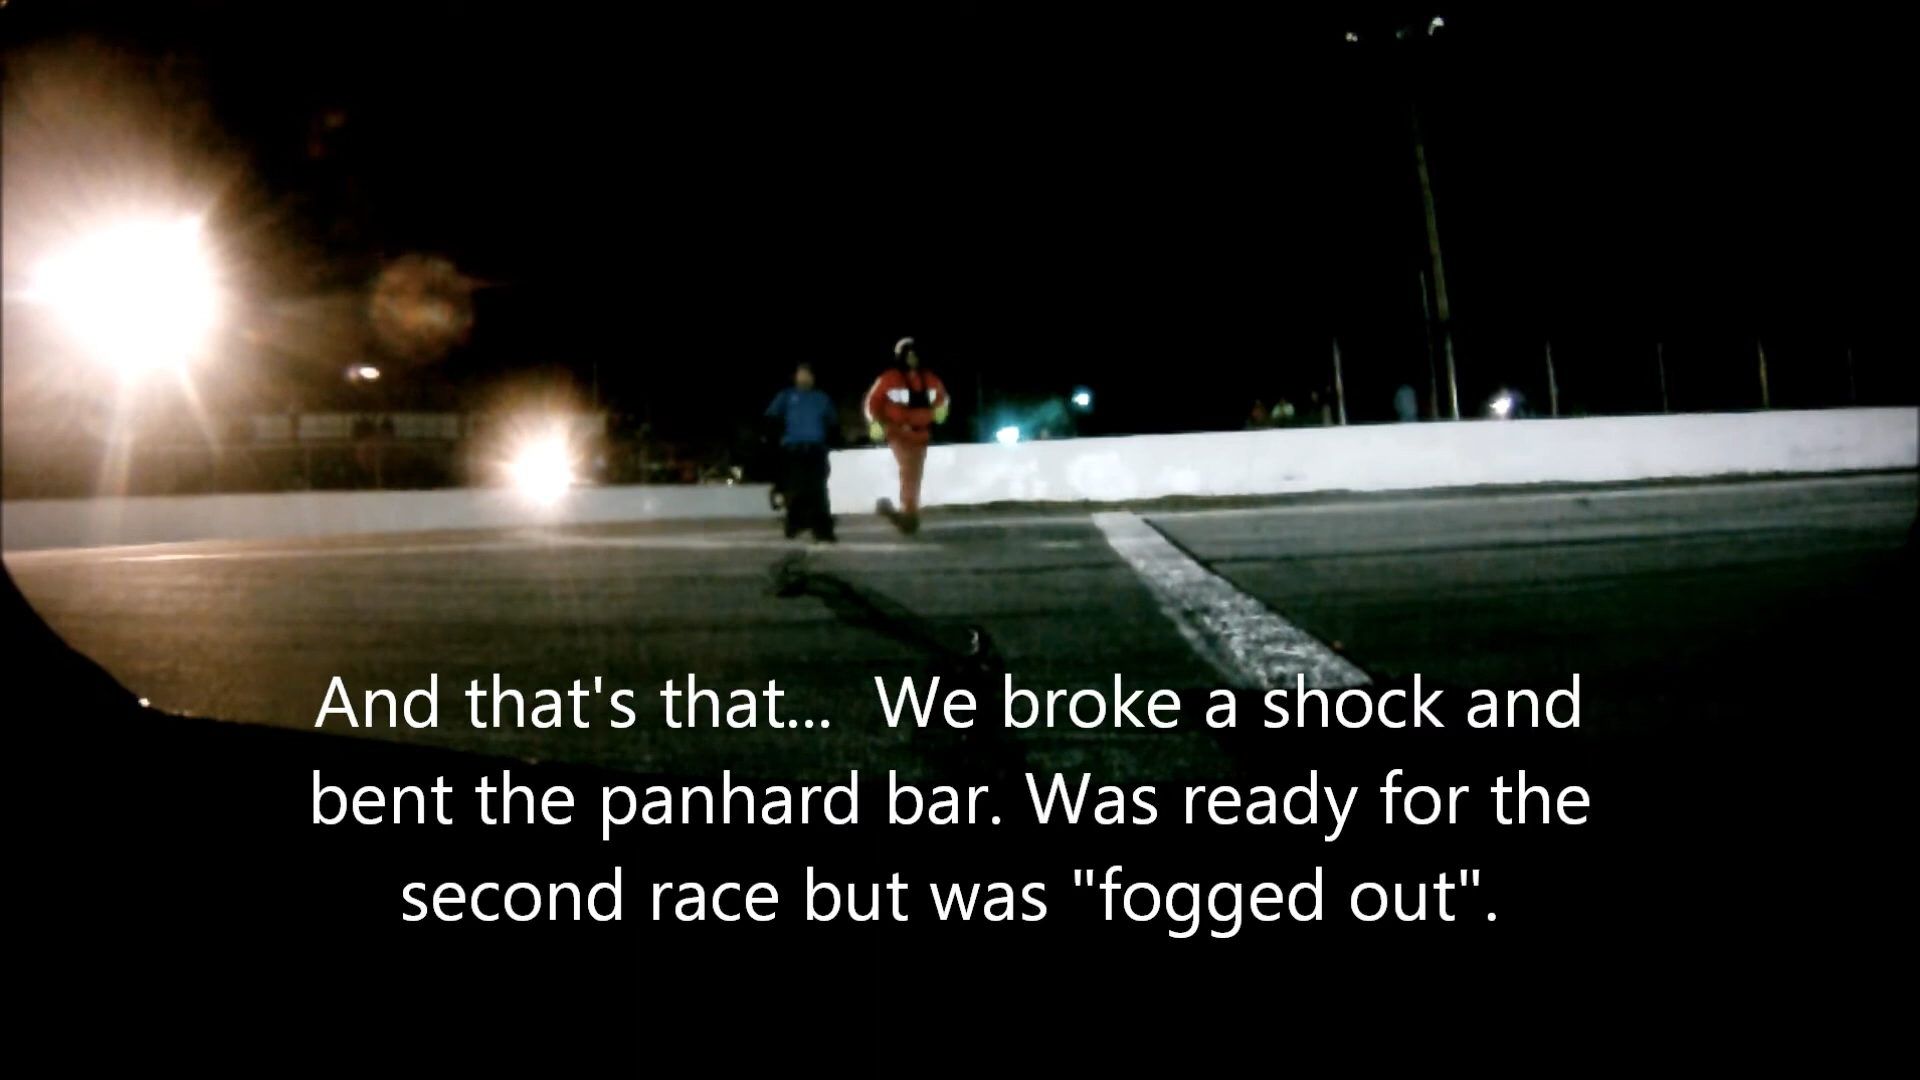 And that's that...  We broke a shock and
bent the panhard bar. Was ready for the
second race but was "fogged out".